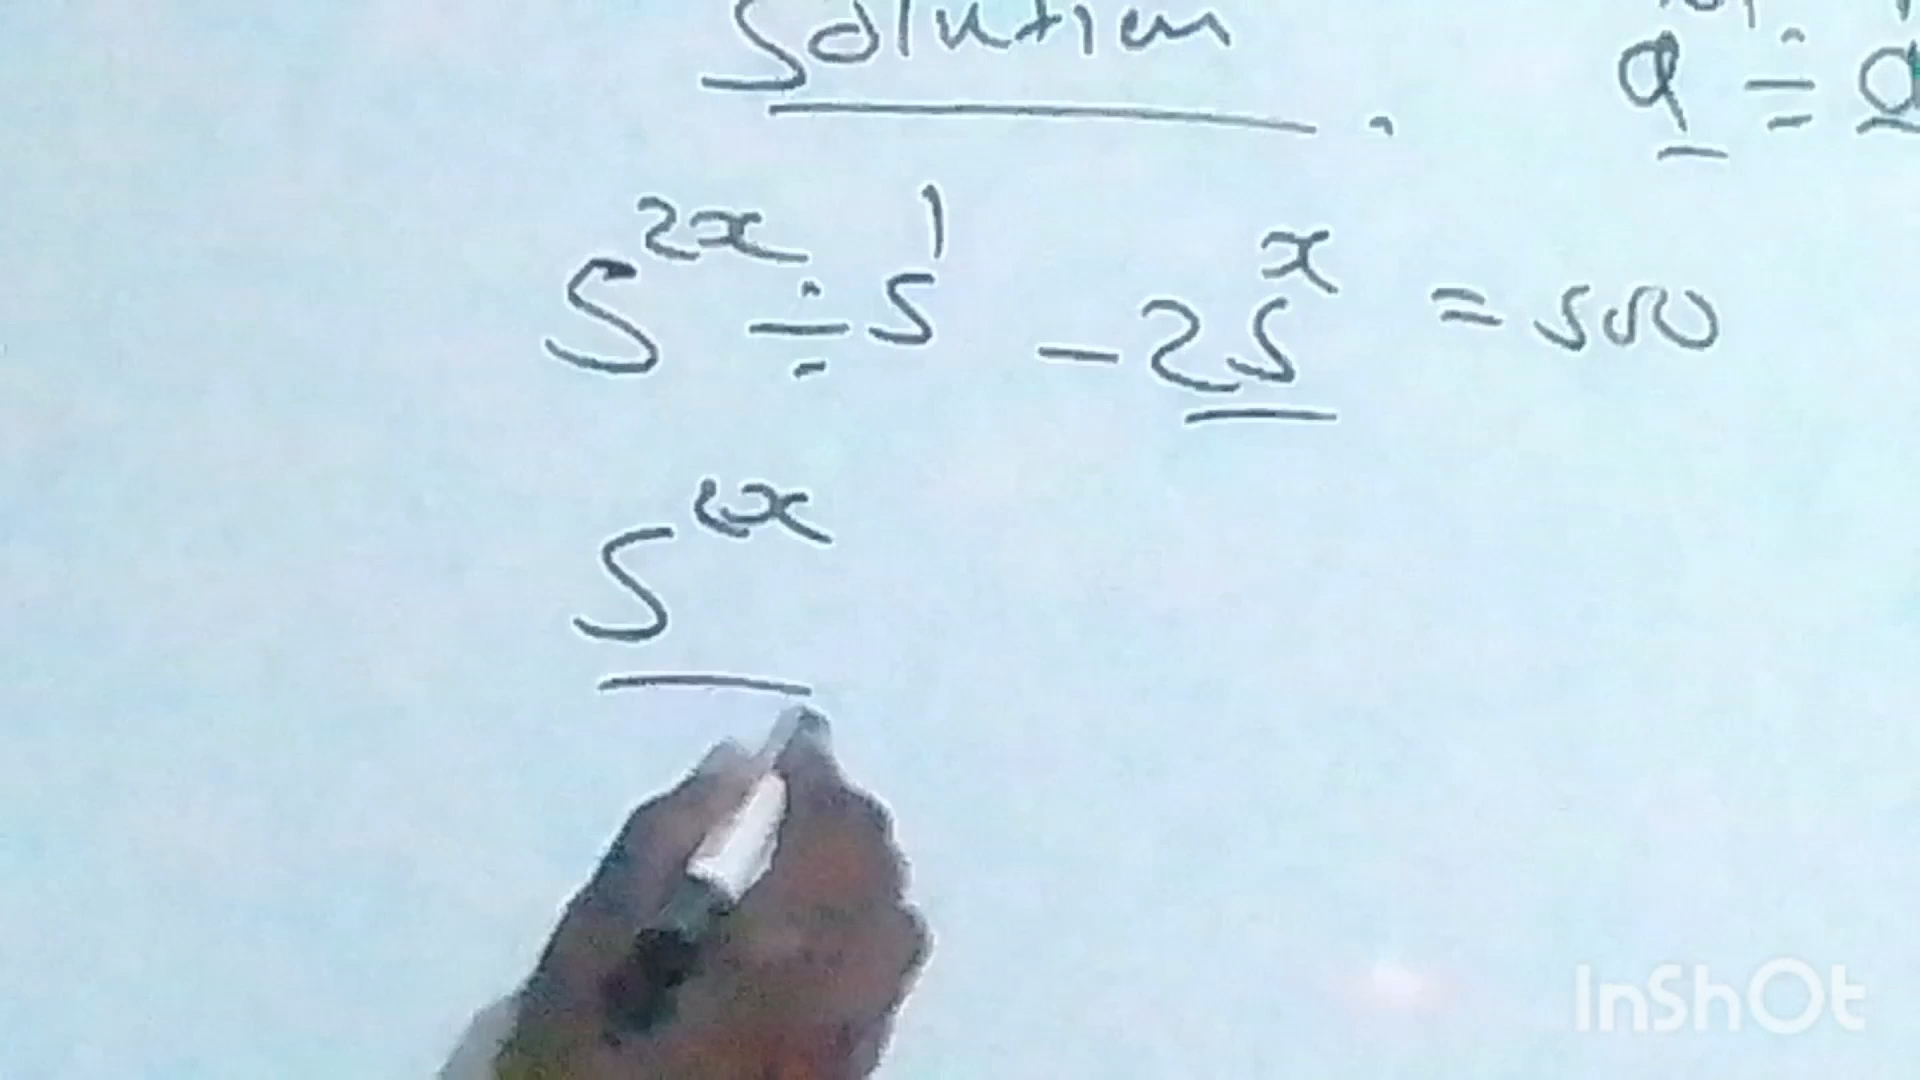 Solution.
a ÷ a
5^{2x} ÷ 5^1 - 25^x = 500
5^{2x}
InShOt